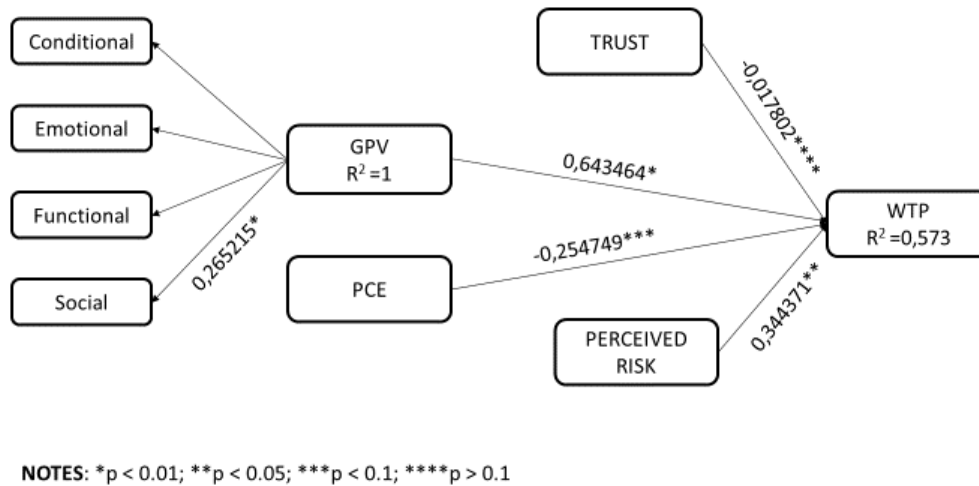 Conditional
Emotional
Functional
Social
0,265215*
GPV
R² =1
PCE
TRUST
-0,017802****
0,643464*
-0,254749***
PERCEIVED
RISK
0,344371**
WTP
R² =0,573
NOTES: *p < 0.01; **p < 0.05; ***p < 0.1; ****p > 0.1